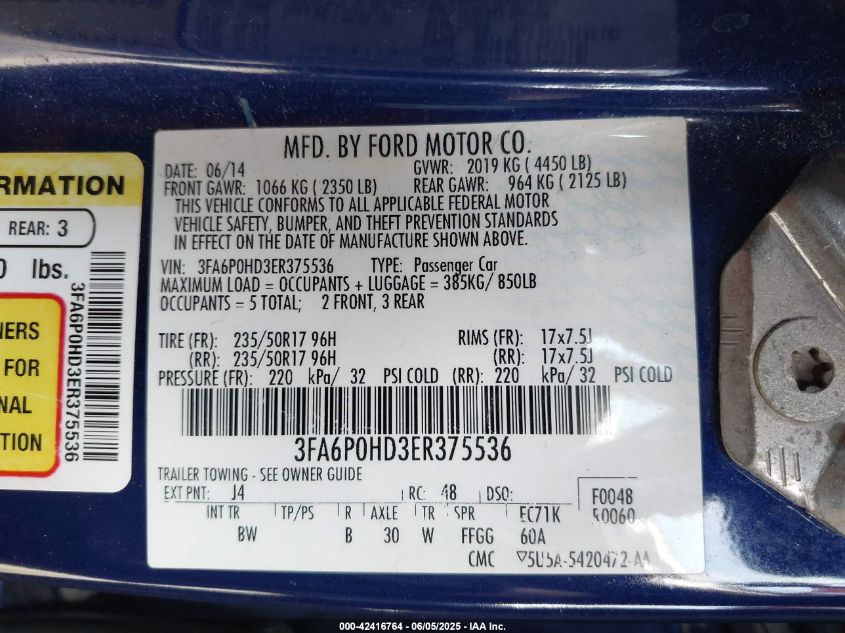 RMATION
REAR: 3
0 lbs.
NERS
FOR
NAL
TION
3FA6P0HD3ER375536
MFD. BY FORD MOTOR CO.
DATE: 06/14 GVWR: 2019 KG ( 4450 LB)
FRONT GAWR: 1066 KG ( 2350 LB) REAR GAWR: 964 KG ( 2125 LB)
THIS VEHICLE CONFORMS TO ALL APPLICABLE FEDERAL MOTOR
VEHICLE SAFETY, BUMPER, AND THEFT PREVENTION STANDARDS
IN EFFECT ON THE DATE OF MANUFACTURE SHOWN ABOVE.
VIN: 3FA6P0HD3ER375536 TYPE: Passenger Car
MAXIMUM LOAD = OCCUPANTS + LUGGAGE = 385KG/ 850LB
OCCUPANTS = 5 TOTAL; 2 FRONT, 3 REAR
TIRE (FR): 235/50R17 96H RIMS (FR): 17x7.5J
(RR): 235/50R17 96H (RR): 17x7.5J
PRESSURE (FR): 220 kPa/ 32 PSI COLD (RR): 220 kPa/ 32 PSI COLD
3FA6P0HD3ER375536
TRAILER TOWING - SEE OWNER GUIDE
EXT PNT: J4 RC: 48 DSO: F0048
INT TR TP/PS R AXLE TR SPR EC71K 50060
BW B 30 W FFGG 60A
CMC 5U5A-5420472-AA
000-42416764 - 06/05/2025 - IAA Inc.